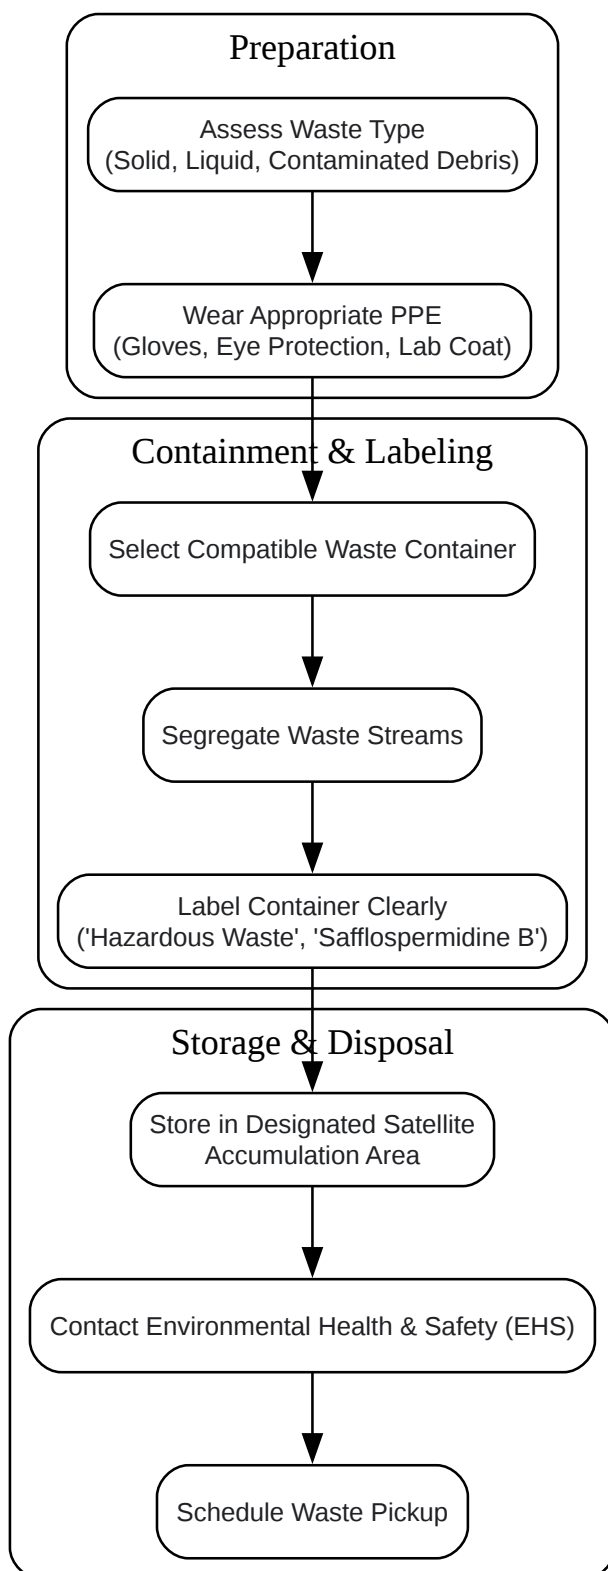 Preparation
Assess Waste Type
(Solid, Liquid, Contaminated Debris)
Wear Appropriate PPE
(Gloves, Eye Protection, Lab Coat)
Containment & Labeling
Select Compatible Waste Container
Segregate Waste Streams
Label Container Clearly
('Hazardous Waste', 'Safflospermidine B')
Storage & Disposal
Store in Designated Satellite
Accumulation Area
Contact Environmental Health & Safety (EHS)
Schedule Waste Pickup